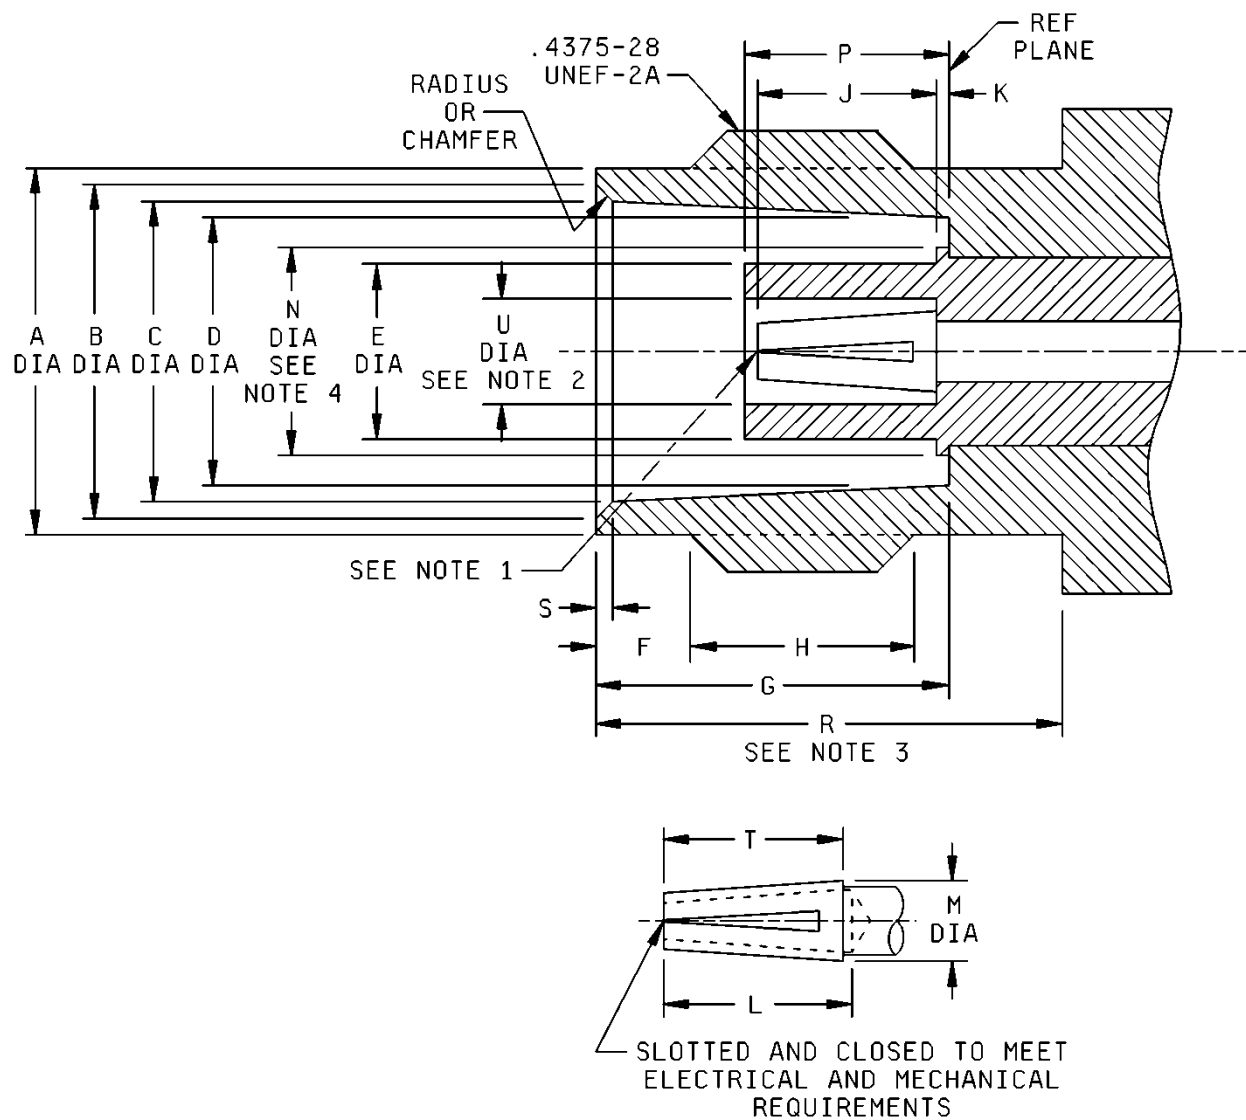 REF
PLANE
.4375-28
UNEF-2A
P
RADIUS
OR
CHAMFER
J
K
A
DIA
B
DIA
C
DIA
D
DIA
N
DIA
SEE
NOTE 4
E
DIA
U
DIA
SEE NOTE 2
SEE NOTE 1
S
F
H
G
R
SEE NOTE 3
T
M
DIA
L
SLOTTED AND CLOSED TO MEET
ELECTRICAL AND MECHANICAL
REQUIREMENTS